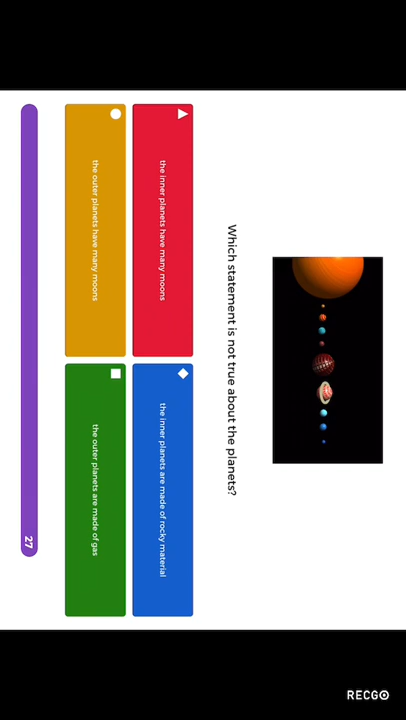 Which statement is not true about the planets?
the inner planets have many moons
the inner planets are made of rocky material
the outer planets have many moons
the outer planets are made of gas
27
RECGO